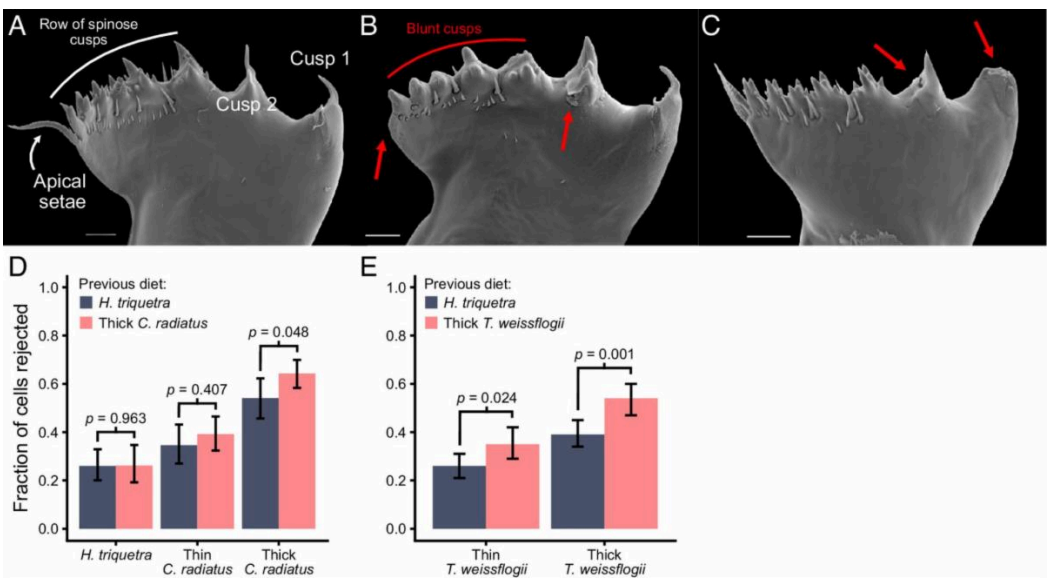 A
Row of spinose
cusps
Cusp 1
Cusp 2
Apical
setae
B
Blunt cusps
C
D
Fraction of cells rejected
1.0
0.8
0.6
0.4
0.2
0.0
Previous diet:
H. triquetra
Thick C. radiatus
p = 0.963
p = 0.407
p = 0.048
H. triquetra
Thin
C. radiatus
Thick
C. radiatus
E
1.0
0.8
0.6
0.4
0.2
0.0
Previous diet:
H. triquetra
Thick T. weissflogii
p = 0.024
p = 0.001
Thin
T. weissflogii
Thick
T. weissflogii